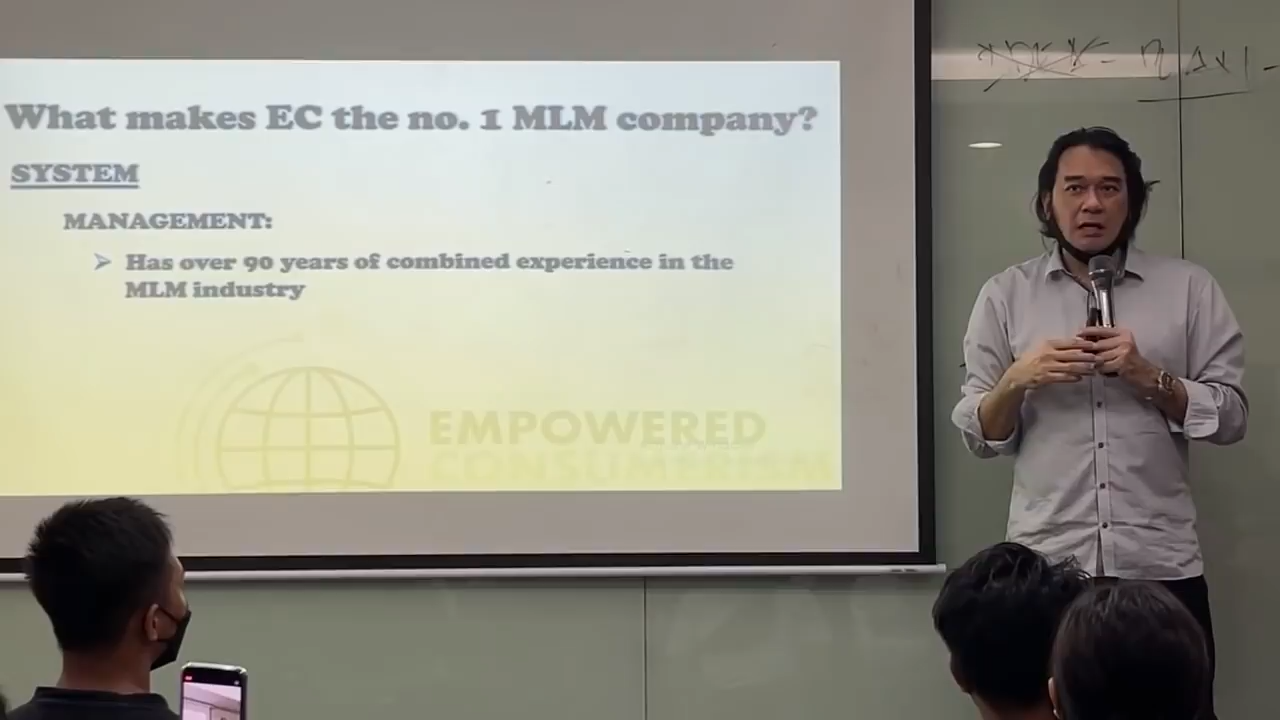 What makes EC the no. 1 MLM company?
SYSTEM
MANAGEMENT:
➢ Has over 90 years of combined experience in the
MLM industry
EMPOWERED
CONSUMERISM